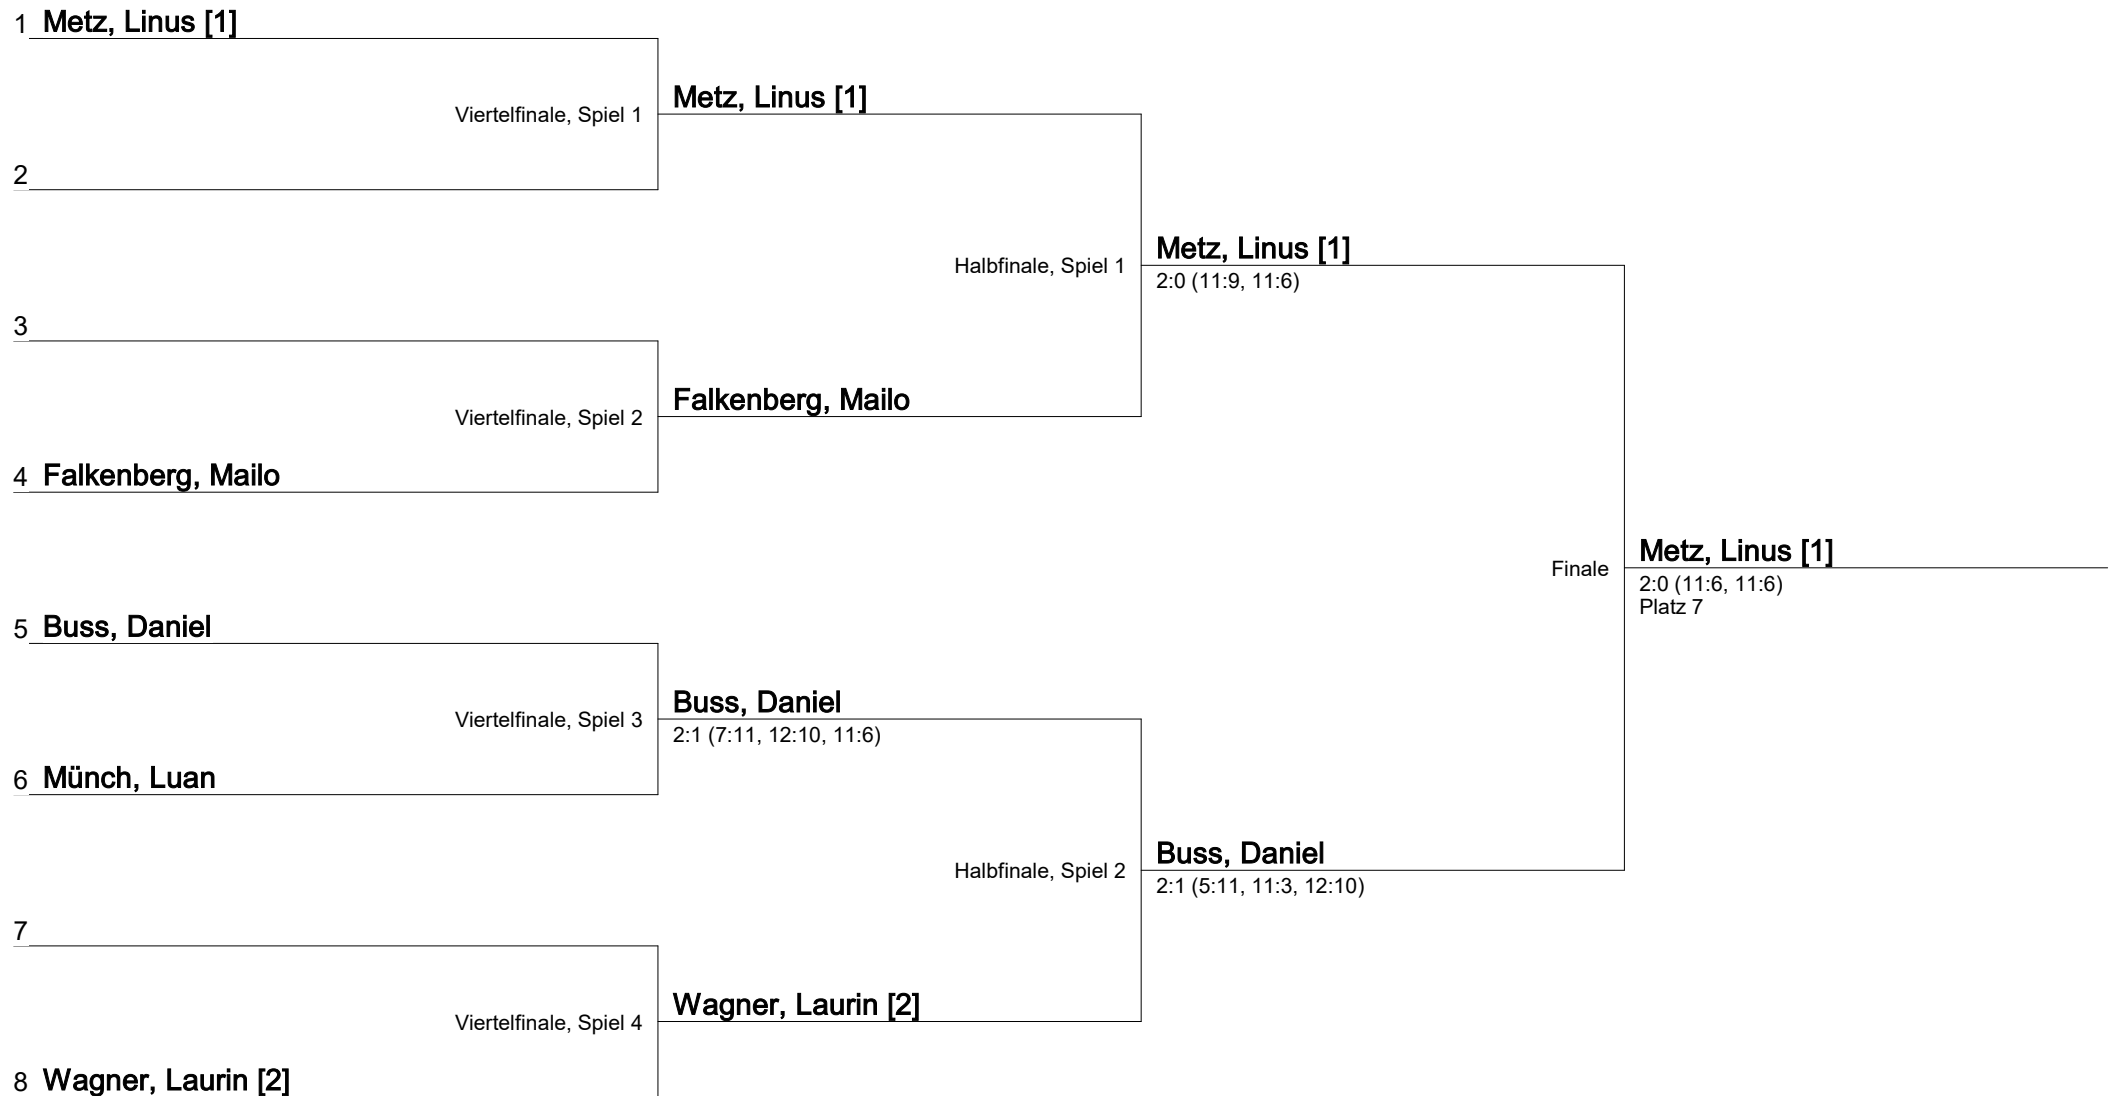 1 Metz, Linus [1]
Metz, Linus [1]
Viertelfinale, Spiel 1
2
Metz, Linus [1]
Halbfinale, Spiel 1
2:0 (11:9, 11:6)
3
Falkenberg, Mailo
Viertelfinale, Spiel 2
4 Falkenberg, Mailo
Metz, Linus [1]
Finale
2:0 (11:6, 11:6)
Platz 7
5 Buss, Daniel
Buss, Daniel
Viertelfinale, Spiel 3
2:1 (7:11, 12:10, 11:6)
6 Münch, Luan
Buss, Daniel
Halbfinale, Spiel 2
2:1 (5:11, 11:3, 12:10)
7
Wagner, Laurin [2]
Viertelfinale, Spiel 4
8 Wagner, Laurin [2]